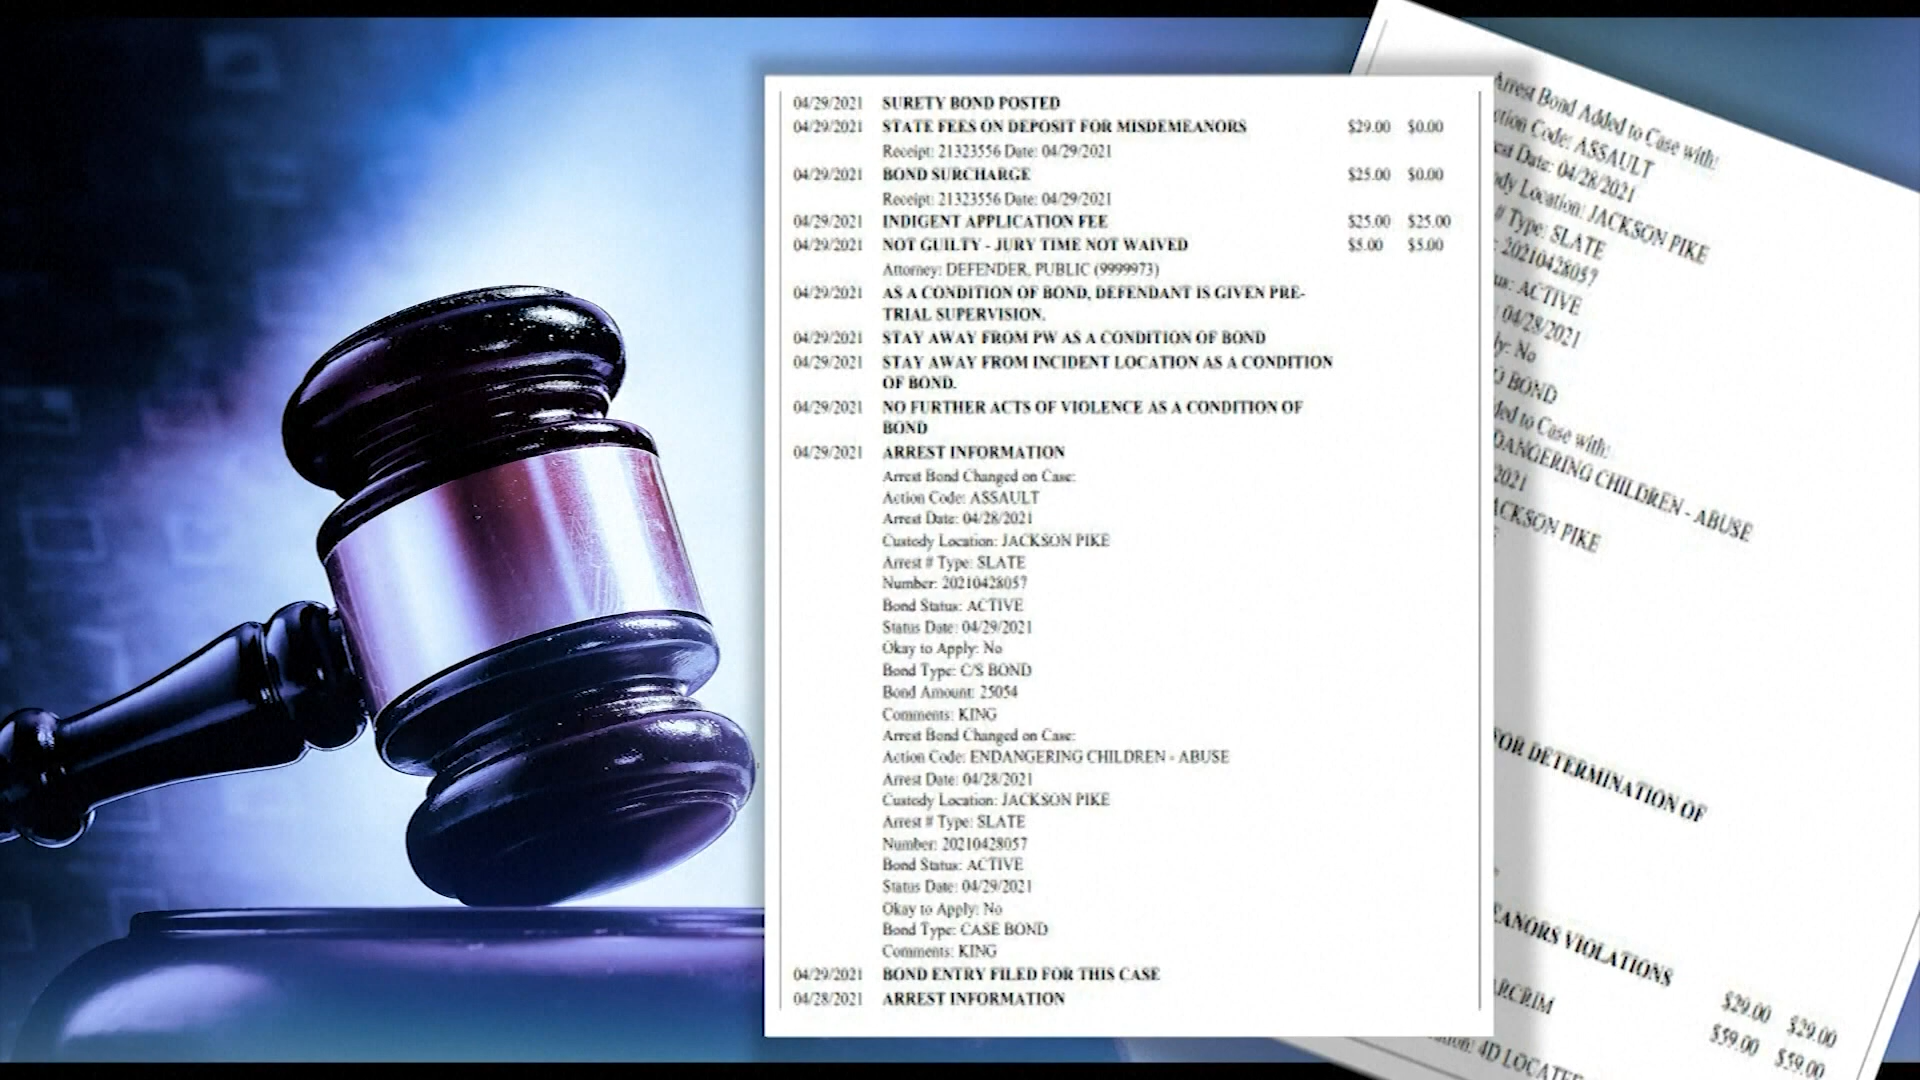 04/29/2021 SURETY BOND POSTED
04/29/2021 STATE FEES ON DEPOSIT FOR MISDEMEANORS $29.00 $0.00
Receipt: 21323556 Date: 04/29/2021
04/29/2021 BOND SURCHARGE $25.00 $0.00
Receipt: 21323556 Date: 04/29/2021
04/29/2021 INDIGENT APPLICATION FEE $25.00 $25.00
04/29/2021 NOT GUILTY - JURY TIME NOT WAIVED $5.00 $5.00
Attorney: DEFENDER, PUBLIC (9999973)
04/29/2021 AS A CONDITION OF BOND, DEFENDANT IS GIVEN PRE-
TRIAL SUPERVISION.
04/29/2021 STAY AWAY FROM PW AS A CONDITION OF BOND
04/29/2021 STAY AWAY FROM INCIDENT LOCATION AS A CONDITION
OF BOND.
04/29/2021 NO FURTHER ACTS OF VIOLENCE AS A CONDITION OF
BOND
04/29/2021 ARREST INFORMATION
Arrest Bond Changed on Case:
Action Code: ASSAULT
Arrest Date: 04/28/2021
Custody Location: JACKSON PIKE
Arrest # Type: SLATE
Number: 20210428057
Bond Status: ACTIVE
Status Date: 04/29/2021
Okay to Apply: No
Bond Type: C/S BOND
Bond Amount: 25054
Comments: KING
Arrest Bond Changed on Case:
Action Code: ENDANGERING CHILDREN - ABUSE
Arrest Date: 04/28/2021
Custody Location: JACKSON PIKE
Arrest # Type: SLATE
Number: 20210428057
Bond Status: ACTIVE
Status Date: 04/29/2021
Okay to Apply: No
Bond Type: CASE BOND
Comments: KING
04/29/2021 BOND ENTRY FILED FOR THIS CASE
04/28/2021 ARREST INFORMATION
Arrest Bond Added to Case with:
Code: ASSAULT
Date: 04/28/2021
Location: JACKSON PIKE
# Type: SLATE
20210428057
ACTIVE
04/28/2021
No
BOND
to Case with:
CHILDREN - ABUSE
2021
PIKE
DETERMINATION OF
VIOLATIONS
$29.00 $29.00
$59.00 $59.00
4D